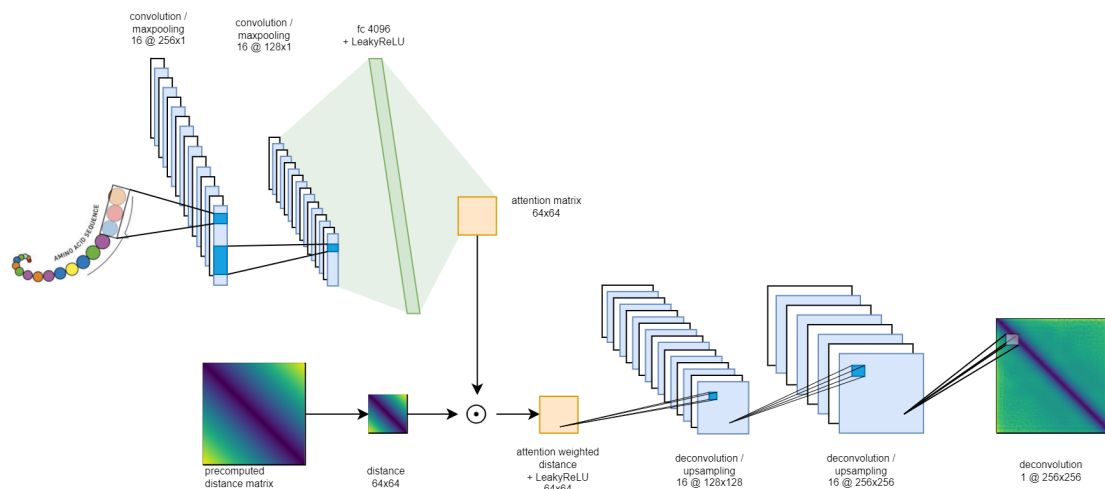 convolution /
maxpooling
16 @ 256x1
convolution /
maxpooling
16 @ 128x1
fc 4096
+ LeakyReLU
AMINO ACID SEQUENCE
attention matrix
64x64
precomputed
distance matrix
distance
64x64
attention weighted
distance
+ LeakyReLU
64x64
deconvolution /
upsampling
16 @ 128x128
deconvolution /
upsampling
16 @ 256x256
deconvolution
1 @ 256x256